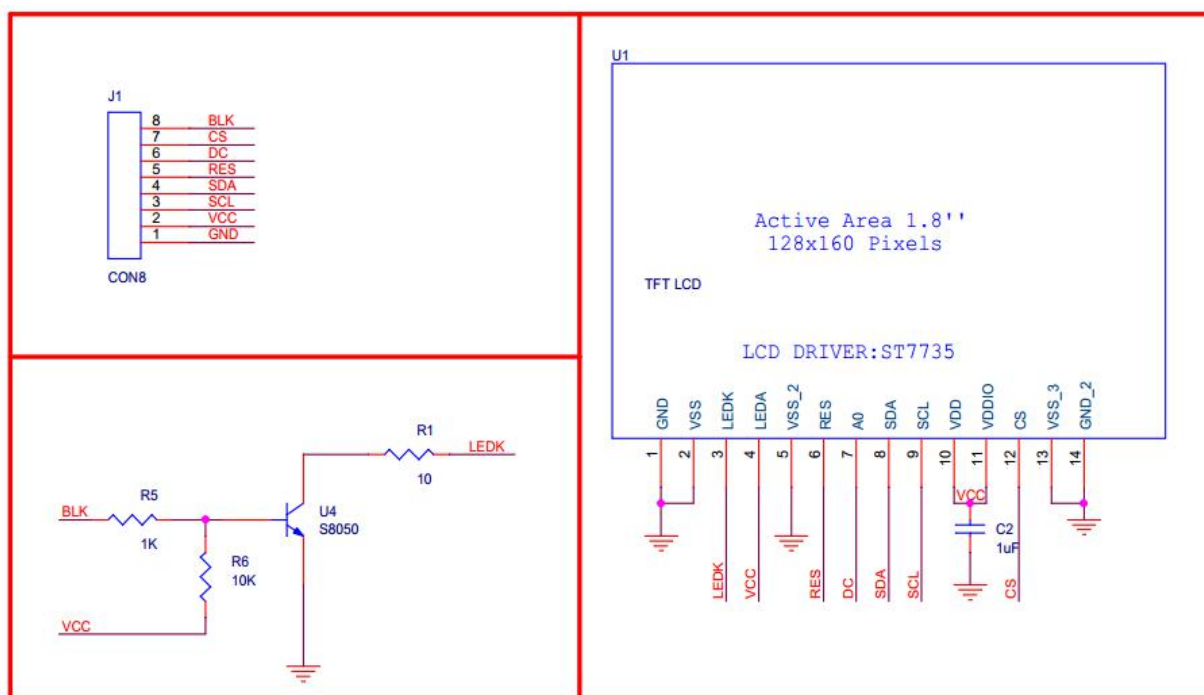 J1
8 BLK
7 CS
6 DC
5 RES
4 SDA
3 SCL
2 VCC
1 GND
CON8
R1
LEDK
10
BLK
R5
1K
U4
S8050
R6
10K
VCC
U1
Active Area 1.8''
128x160 Pixels
TFT LCD
LCD DRIVER:ST7735
GND
VSS
LEDK
LEDA
VSS_2
RES
A0
SDA
SCL
VDD
VDDIO
CS
VSS_3
GND_2
1
2
3
4
5
6
7
8
9
10
11
12
13
14
VCC
C2
1uF
LEDK
VCC
RES
DC
SDA
SCL
CS